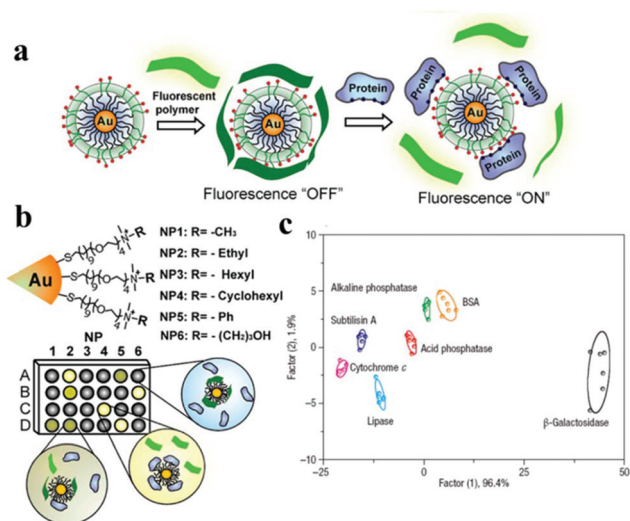 a
Fluorescent
polymer
Protein
Au
Au
Protein
Protein
Au
Protein
Fluorescence “OFF”
Fluorescence “ON”
b
NP1: R= -CH₃
NP2: R= - Ethyl
NP3: R= - Hexyl
NP4: R= - Cyclohexyl
NP5: R= - Ph
NP6: R= - (CH₂)₃OH
Au
NP
1 2 3 4 5 6
A
B
C
D
c
Factor (2), 1.9%
10
5
0
-5
-10
Alkaline phosphatase
BSA
Subtilisin A
Acid phosphatase
Cytochrome c
Lipase
β-Galactosidase
-25 0 25 50
Factor (1), 96.4%